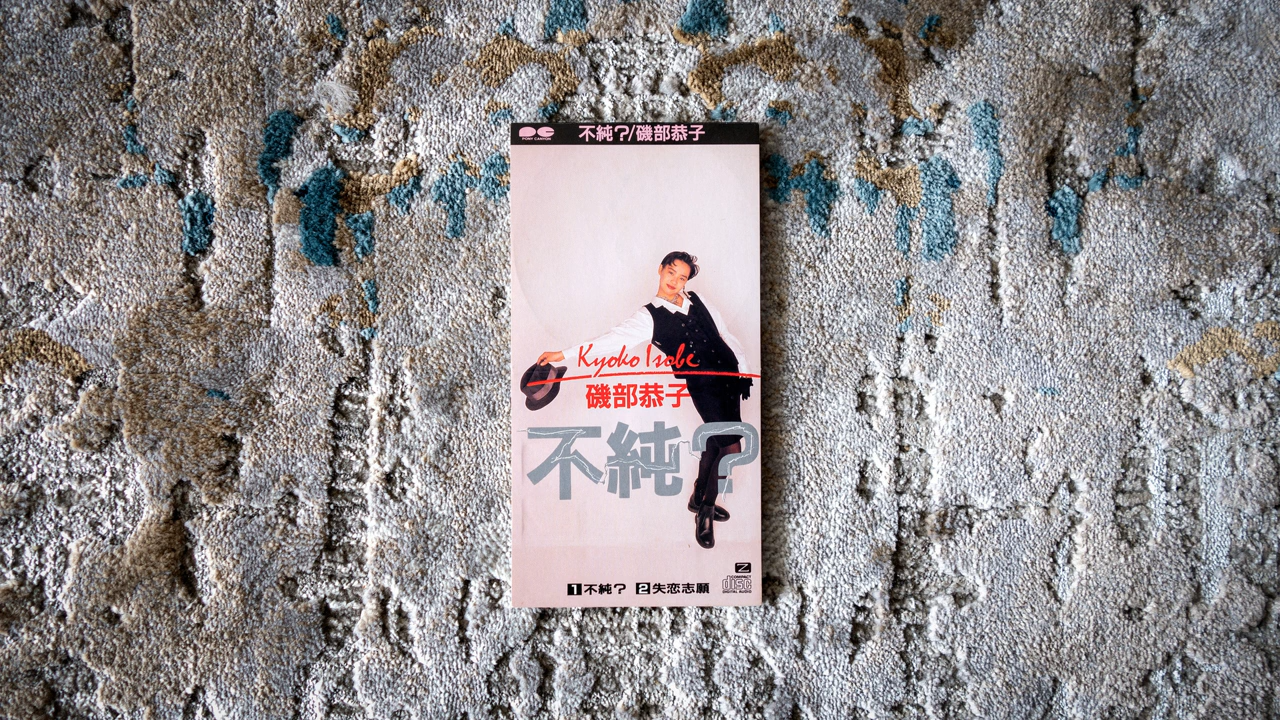 PC
PONY CANYON
不純?/磯部恭子
Kyoko Isobe
磯部恭子
不純?
Z
1 不純? 2 失恋志願
COMPACT
disc
DIGITAL AUDIO